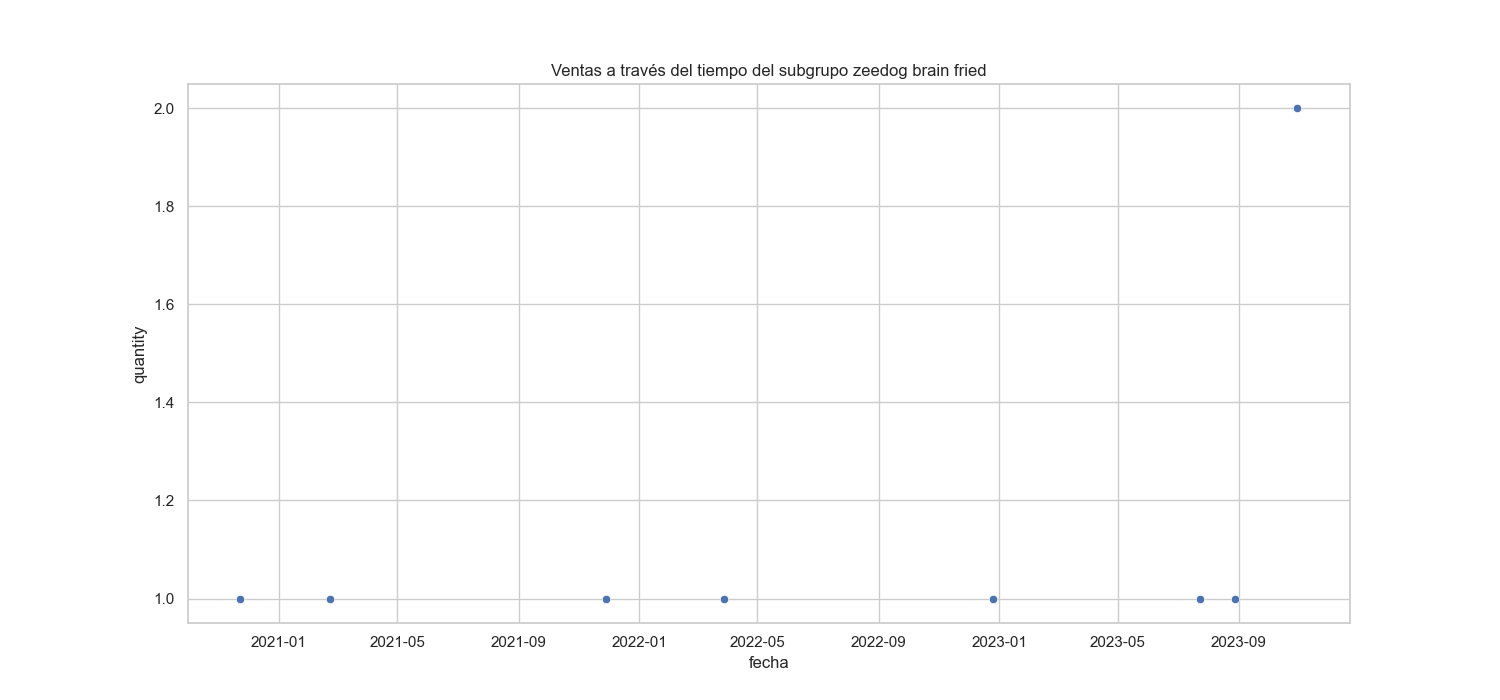 Ventas a través del tiempo del subgrupo zeedog brain fried
2.0
1.8
1.6
1.4
1.2
1.0
quantity
2021-01 2021-05 2021-09 2022-01 2022-05 2022-09 2023-01 2023-05 2023-09
fecha